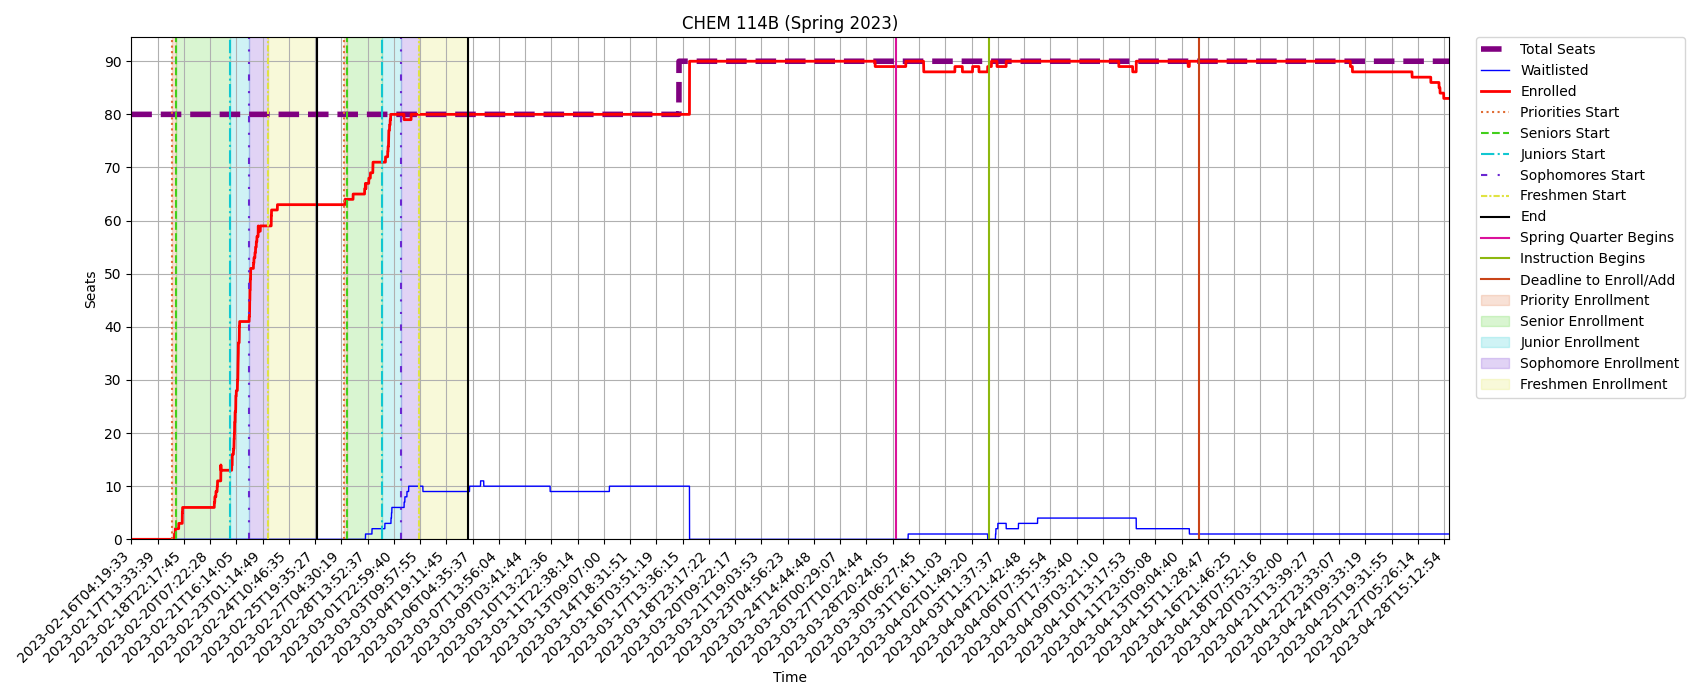 CHEM 114B (Spring 2023)
Seats
90
80
70
60
50
40
30
20
10
0
2023-02-16T04:19:33
2023-02-17T13:33:39
2023-02-18T22:17:45
2023-02-20T07:22:28
2023-02-21T16:14:05
2023-02-23T01:14:49
2023-02-24T10:46:35
2023-02-25T19:35:27
2023-02-27T04:30:19
2023-02-28T13:52:37
2023-03-01T22:59:40
2023-03-03T09:57:55
2023-03-04T19:11:45
2023-03-06T04:35:37
2023-03-07T13:56:04
2023-03-09T03:41:44
2023-03-10T13:22:36
2023-03-11T22:38:14
2023-03-13T09:07:00
2023-03-14T18:31:51
2023-03-16T03:51:19
2023-03-17T13:36:15
2023-03-18T23:17:22
2023-03-20T09:22:17
2023-03-21T19:03:53
2023-03-23T04:56:23
2023-03-24T14:44:48
2023-03-26T00:29:07
2023-03-27T10:24:44
2023-03-28T20:24:05
2023-03-30T06:27:45
2023-03-31T16:11:03
2023-04-02T01:49:20
2023-04-03T11:37:37
2023-04-04T21:42:48
2023-04-06T07:35:54
2023-04-07T17:35:40
2023-04-09T03:21:10
2023-04-10T13:17:53
2023-04-11T23:05:08
2023-04-13T09:04:40
2023-04-15T11:28:47
2023-04-16T21:46:25
2023-04-18T07:52:16
2023-04-20T03:32:00
2023-04-21T13:39:27
2023-04-22T23:33:07
2023-04-24T09:33:19
2023-04-25T19:31:55
2023-04-27T05:26:14
2023-04-28T15:12:54
Time
Total Seats
Waitlisted
Enrolled
Priorities Start
Seniors Start
Juniors Start
Sophomores Start
Freshmen Start
End
Spring Quarter Begins
Instruction Begins
Deadline to Enroll/Add
Priority Enrollment
Senior Enrollment
Junior Enrollment
Sophomore Enrollment
Freshmen Enrollment